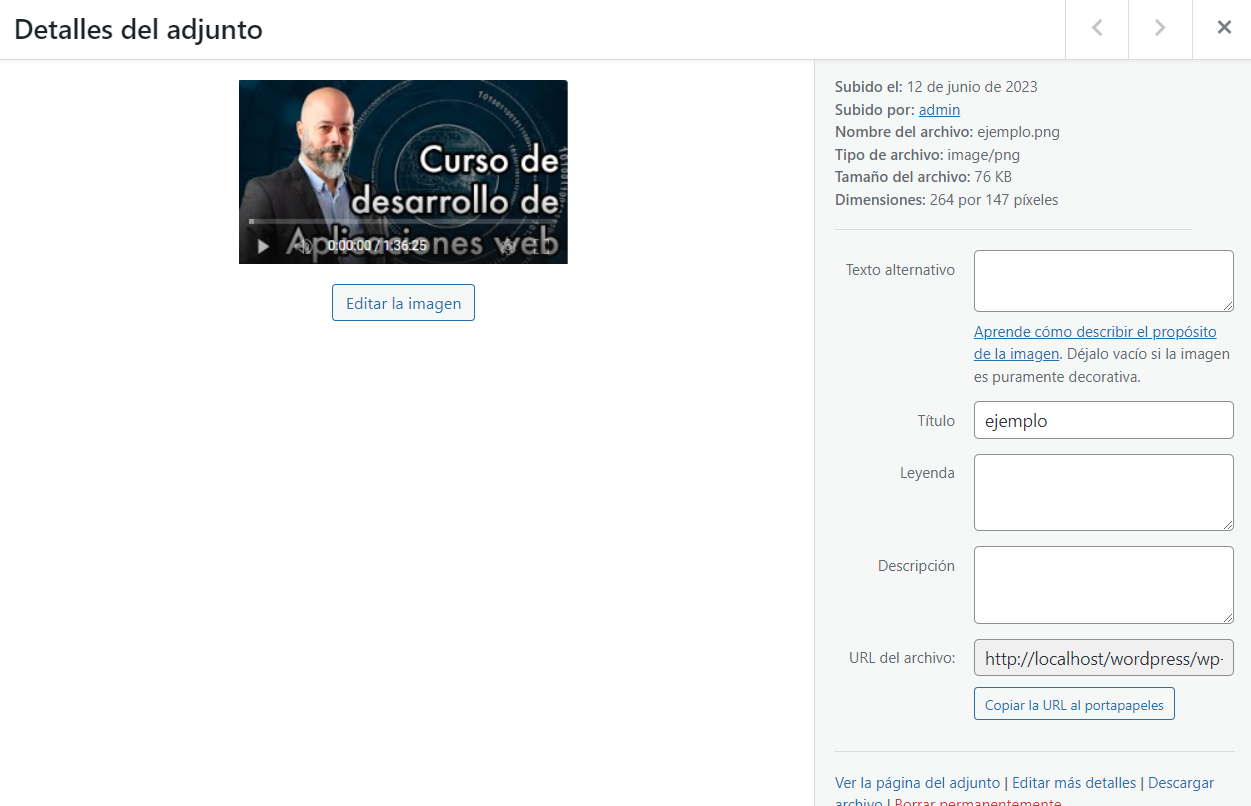 Detalles del adjunto
Curso de
desarrollo de
Aplicaciones web
0:00:00 / 1:36:25
Editar la imagen
Subido el: 12 de junio de 2023
Subido por: admin
Nombre del archivo: ejemplo.png
Tipo de archivo: image/png
Tamaño del archivo: 76 KB
Dimensiones: 264 por 147 píxeles
Texto alternativo
Aprende cómo describir el propósito
de la imagen. Déjalo vacío si la imagen
es puramente decorativa.
Título
ejemplo
Leyenda
Descripción
URL del archivo:
http://localhost/wordpress/wp-
Copiar la URL al portapapeles
Ver la página del adjunto | Editar más detalles | Descargar
archivo | Borrar permanentemente